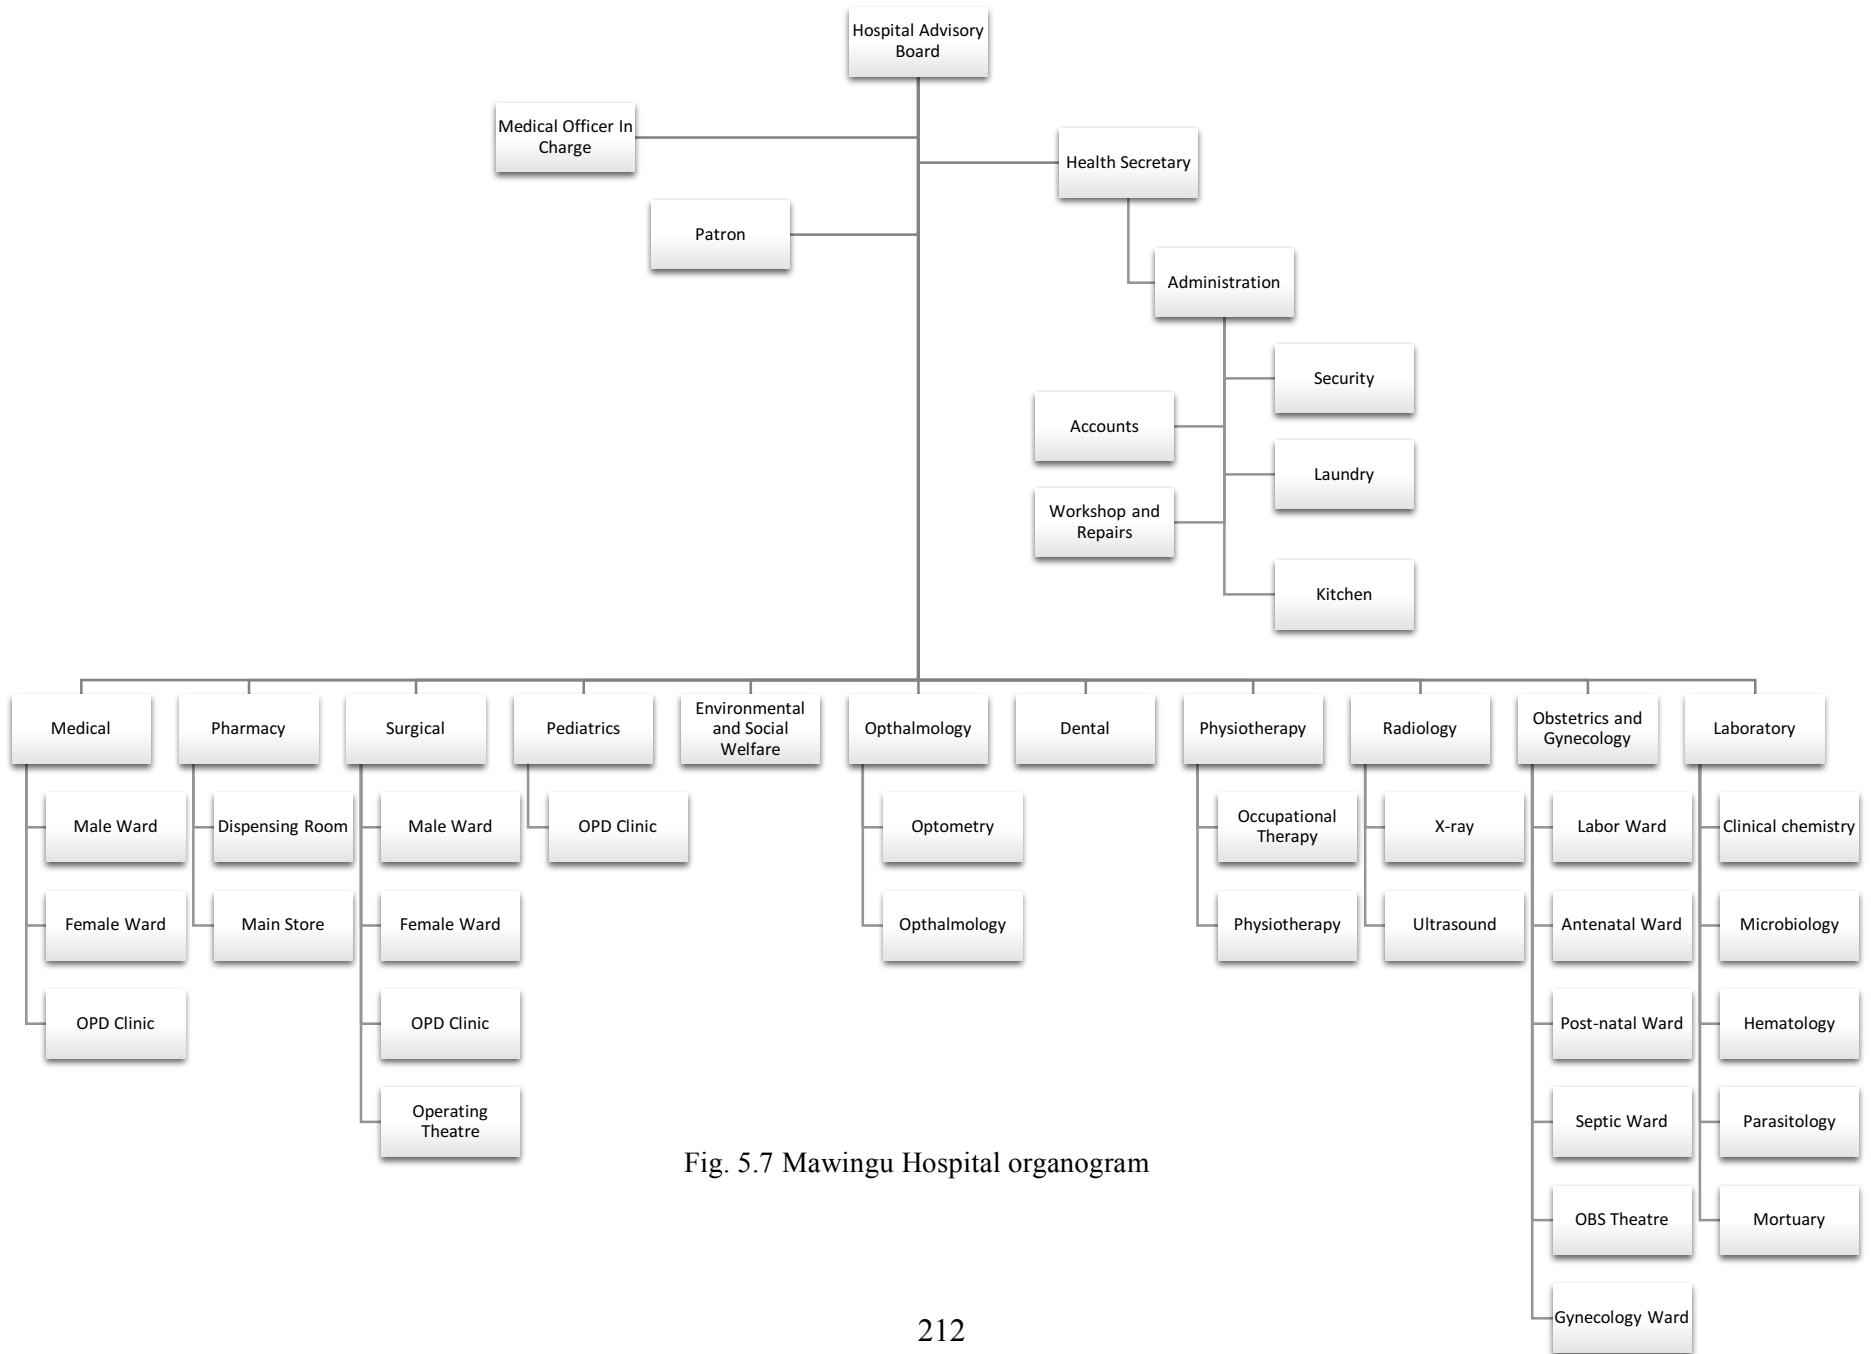 Hospital Advisory
Board
Medical Officer In
Charge
Health Secretary
Patron
Administration
Security
Accounts
Laundry
Workshop and
Repairs
Kitchen
Medical
Male Ward
Female Ward
OPD Clinic
Pharmacy
Dispensing Room
Main Store
Surgical
Male Ward
Female Ward
OPD Clinic
Operating
Theatre
Pediatrics
OPD Clinic
Environmental
and Social
Welfare
Opthalmology
Optometry
Opthalmology
Dental
Physiotherapy
Occupational
Therapy
Physiotherapy
Radiology
X-ray
Ultrasound
Obstetrics and
Gynecology
Labor Ward
Antenatal Ward
Post-natal Ward
Septic Ward
OBS Theatre
Gynecology Ward
Laboratory
Clinical chemistry
Microbiology
Hematology
Parasitology
Mortuary
Fig. 5.7 Mawingu Hospital organogram
212